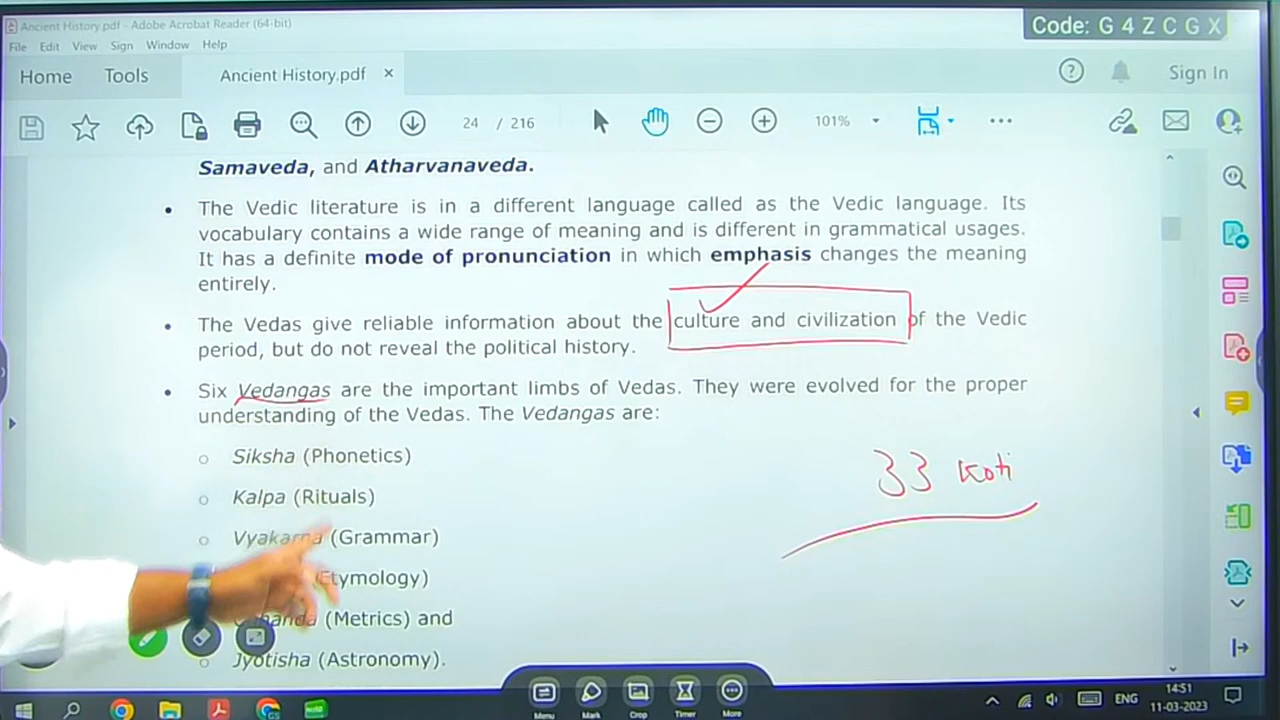 Ancient History.pdf - Adobe Acrobat Reader (64-bit)
Code: G 4 Z C G X
File Edit View Sign Window Help
Home Tools Ancient History.pdf × Sign In
24 / 216 101%
Samaveda, and Atharvanaveda.
• The Vedic literature is in a different language called as the Vedic language. Its
vocabulary contains a wide range of meaning and is different in grammatical usages.
It has a definite mode of pronunciation in which emphasis changes the meaning
entirely.
• The Vedas give reliable information about the culture and civilization of the Vedic
period, but do not reveal the political history.
• Six Vedangas are the important limbs of Vedas. They were evolved for the proper
understanding of the Vedas. The Vedangas are:
o Siksha (Phonetics)
33 Koti
o Kalpa (Rituals)
o Vyakarna (Grammar)
(Etymology)
(Metrics) and
o Jyotisha (Astronomy).
Menu Mark Crop Timer More
ENG 14:51
11-03-2023